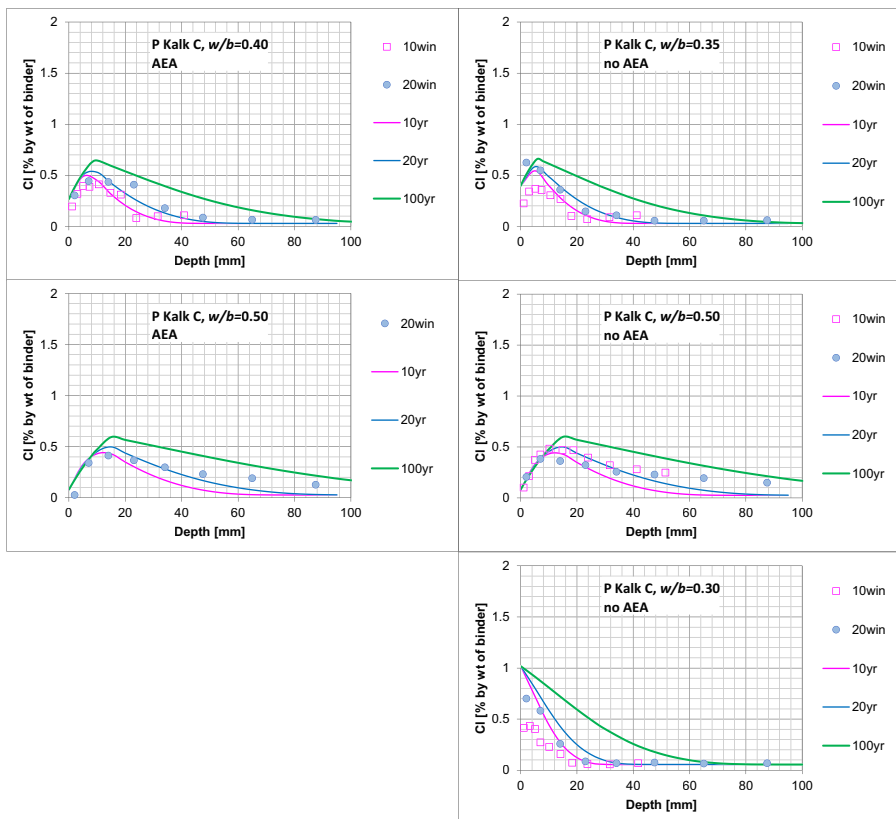 P Kalk C, w/b=0.40
AEA
Cl [% by wt of binder]
2
1.5
1
0.5
0
0 20 40 60 80 100
Depth [mm]
10win
20win
10yr
20yr
100yr
P Kalk C, w/b=0.35
no AEA
Cl [% by wt of binder]
2
1.5
1
0.5
0
0 20 40 60 80 100
Depth [mm]
10win
20win
10yr
20yr
100yr
P Kalk C, w/b=0.50
AEA
Cl [% by wt of binder]
2
1.5
1
0.5
0
0 20 40 60 80 100
Depth [mm]
20win
10yr
20yr
100yr
P Kalk C, w/b=0.50
no AEA
Cl [% by wt of binder]
2
1.5
1
0.5
0
0 20 40 60 80 100
Depth [mm]
10win
20win
10yr
20yr
100yr
P Kalk C, w/b=0.30
no AEA
Cl [% by wt of binder]
2
1.5
1
0.5
0
0 20 40 60 80 100
Depth [mm]
10win
20win
10yr
20yr
100yr